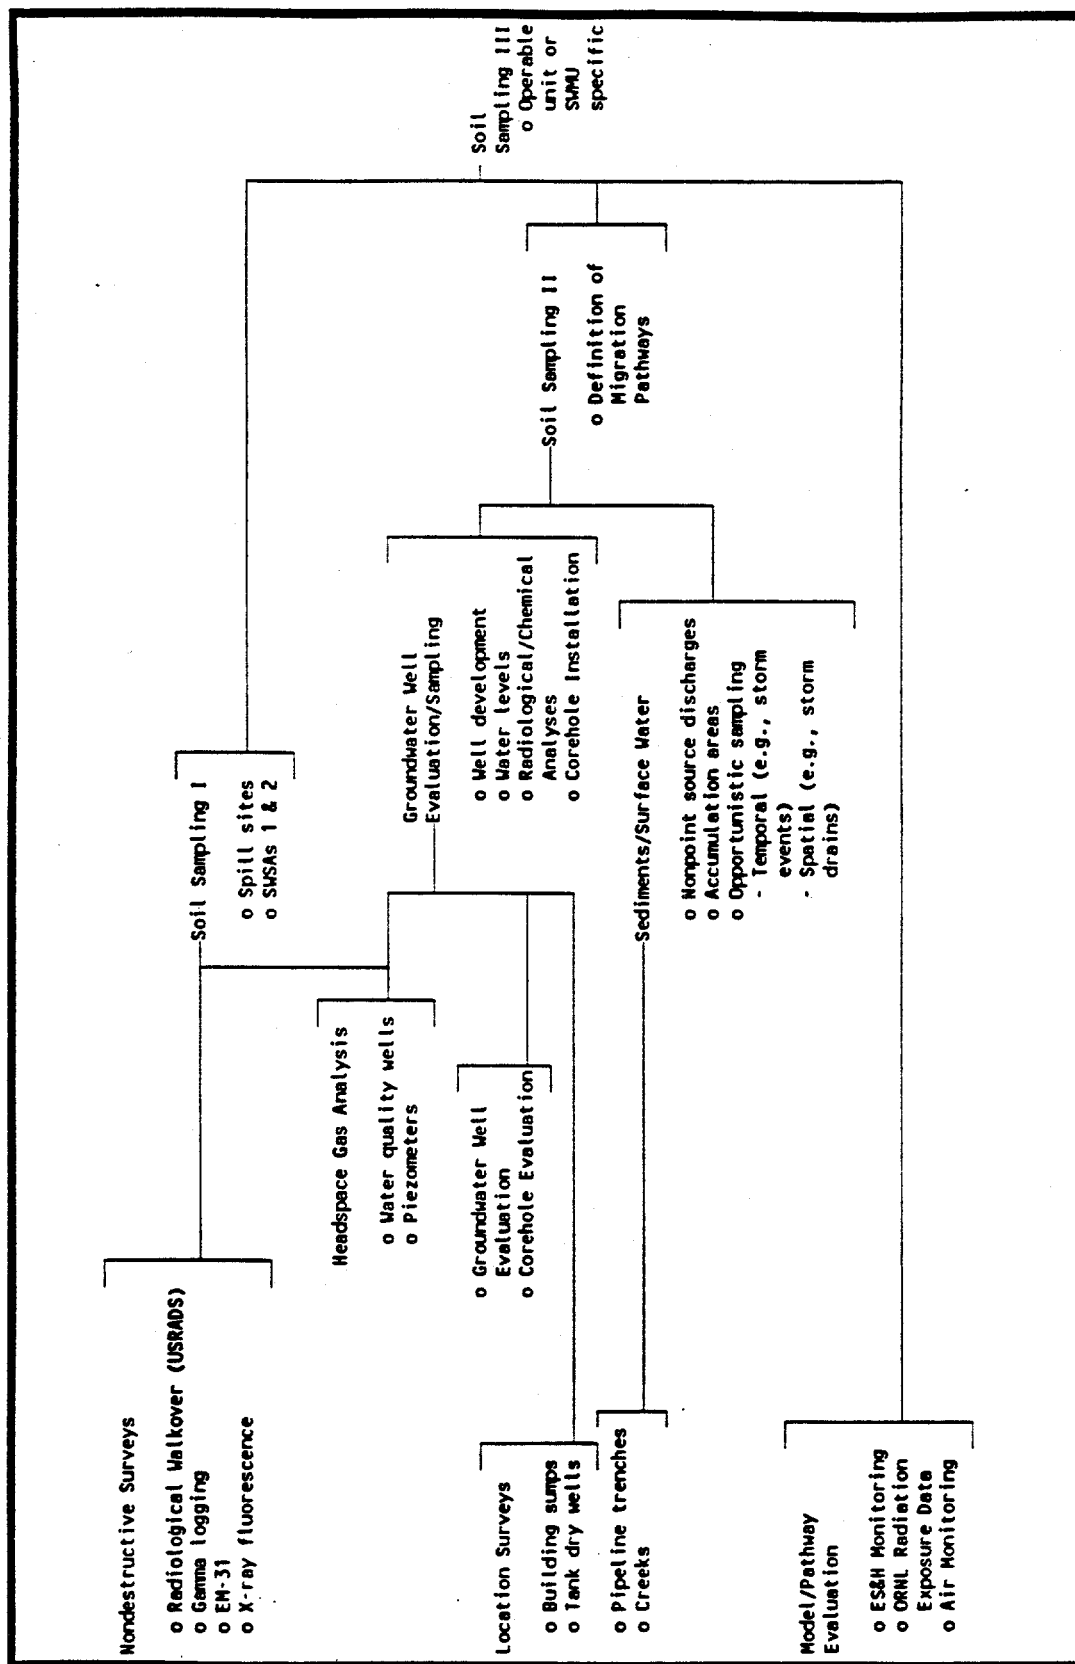 Nondestructive Surveys
o Radiological Walkover (USRADS)
o Gamma logging
o EM-31
o X-ray fluorescence
Soil Sampling I
o Spill sites
o SWSAs 1 & 2
Headspace Gas Analysis
o Water quality wells
o Piezometers
o Groundwater Well
Evaluation
o Corehole Evaluation
Location Surveys
o Building sumps
o Tank dry wells
o Pipeline trenches
o Creeks
Groundwater Well
Evaluation/Sampling
o Well development
o Water levels
o Radiological/Chemical
Analyses
o Corehole Installation
Sediments/Surface Water
o Nonpoint source discharges
o Accumulation areas
o Opportunistic sampling
- Temporal (e.g., storm
events)
- Spatial (e.g., storm
drains)
Soil Sampling II
o Definition of
Migration
Pathways
Model/Pathway
Evaluation
o ES&H Monitoring
o ORNL Radiation
Exposure Data
o Air Monitoring
Soil
Sampling III
o Operable
unit or
SWMU
specific